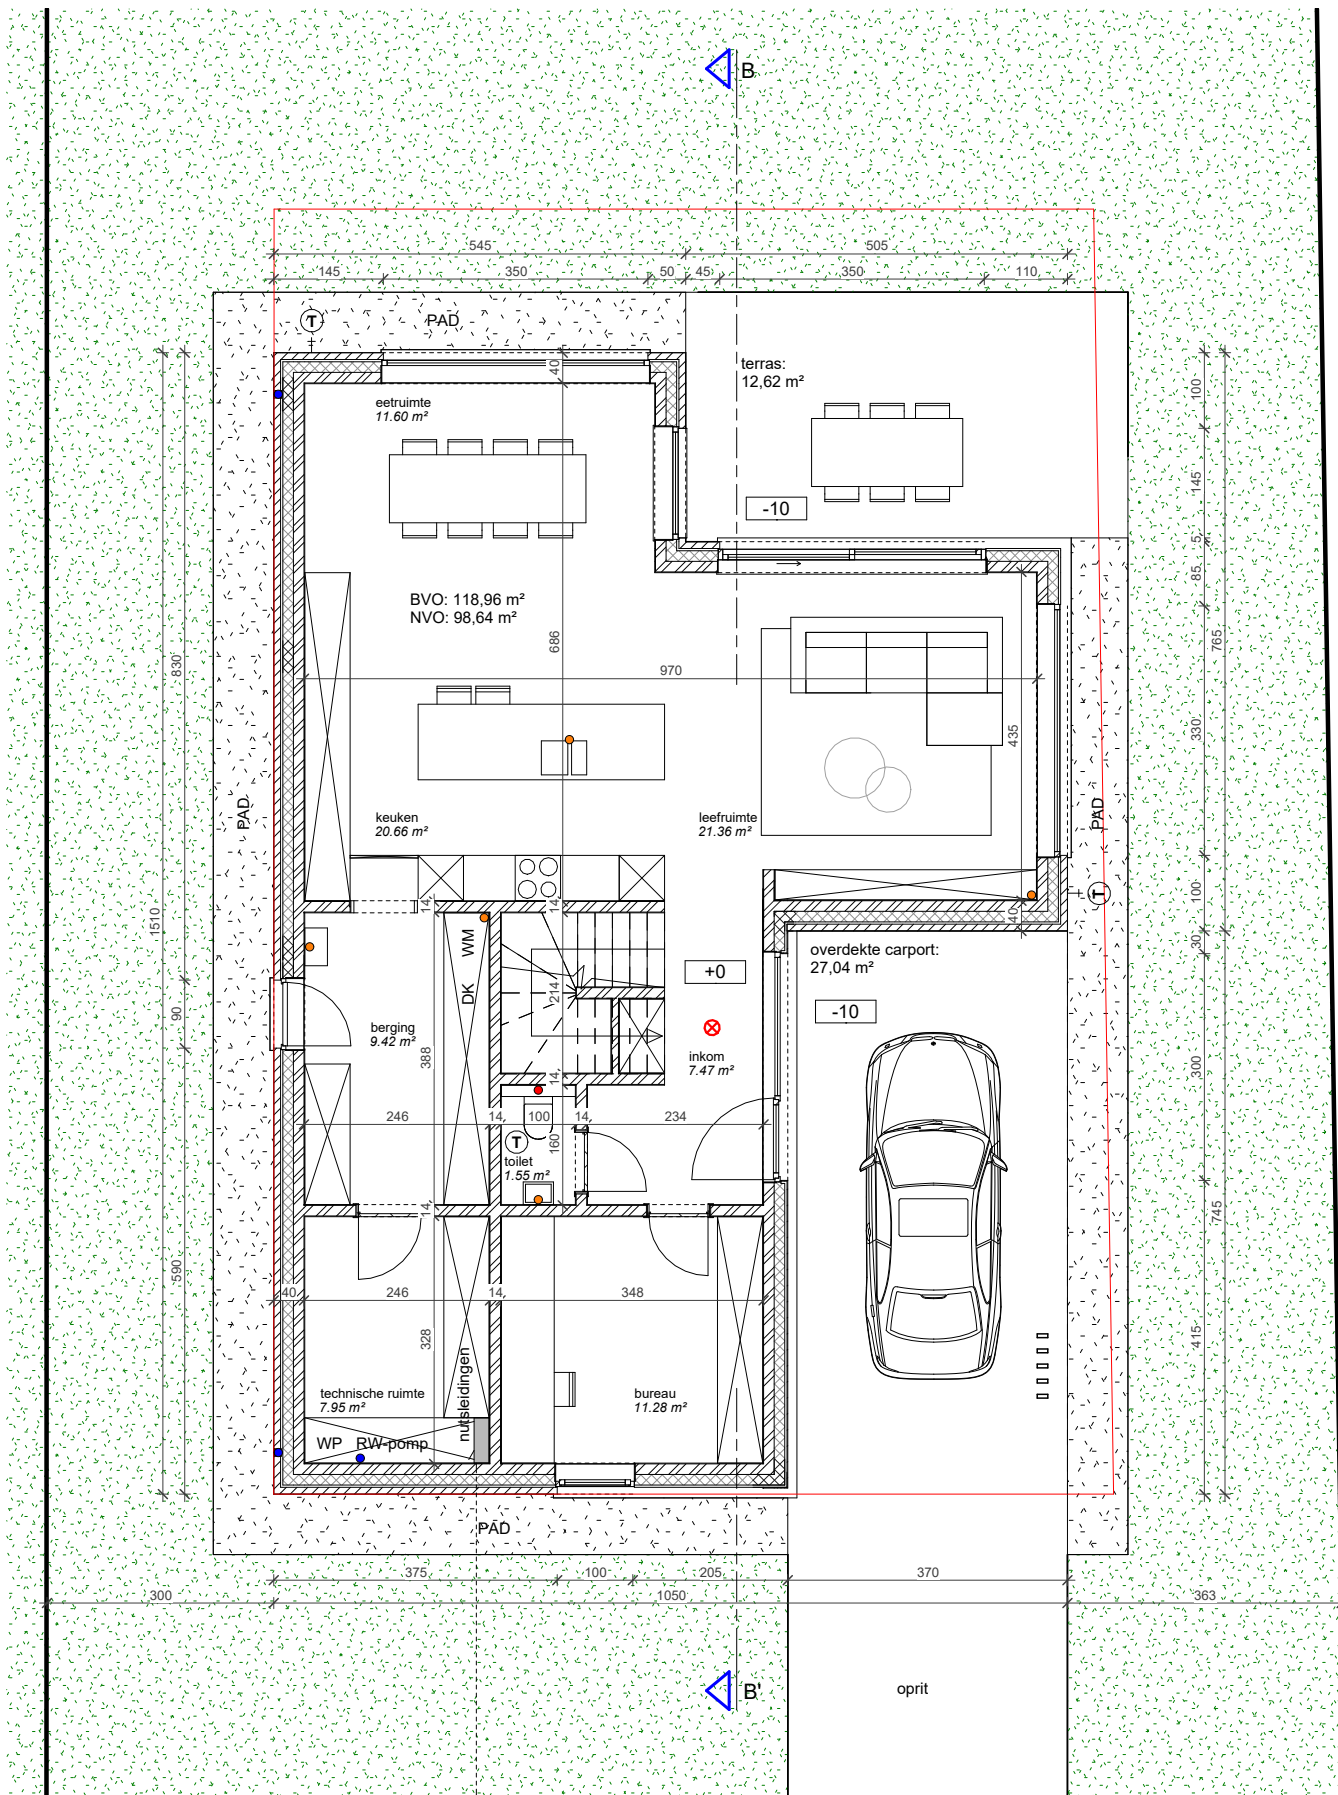 B
545
505
145
350
50
45
350
110
T
PAD
40
terras:
12,62 m²
eetruimte
11.60 m²
100
145
-10
5
85
BVO: 118,96 m²
NVO: 98,64 m²
686
830
765
970
330
435
PAD
keuken
20.66 m²
leefruimte
21.36 m²
PAD
T
100
14
14
40
1510
WM
DK
214
+0
overdekte carport:
27,04 m²
30
-10
90
berging
9.42 m²
388
inkom
7.47 m²
300
14
246
14
100
14
234
T
160
toilet
1.55 m²
14
745
590
40
246
14
348
328
415
nutsleidingen
technische ruimte
7.95 m²
bureau
11.28 m²
WP
RW-pomp
PAD
375
100
205
370
300
1050
363
B'
oprit